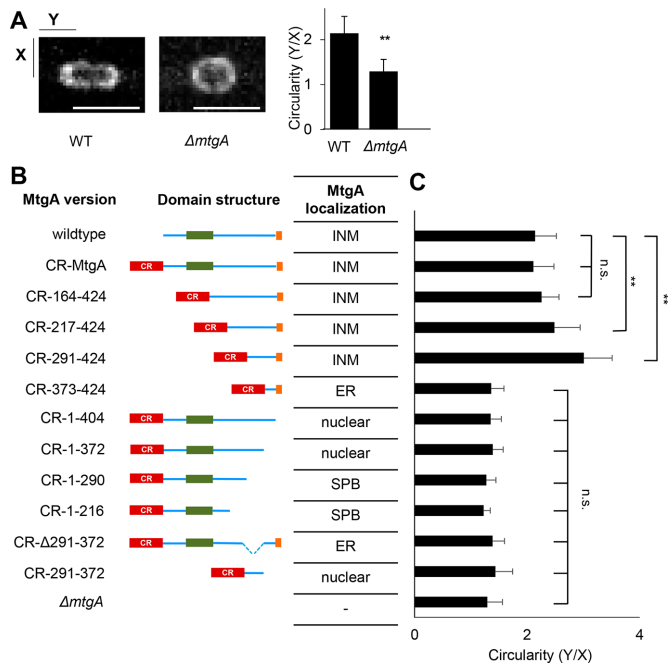 A
Y
X
WT
ΔmtgA
Circularity (Y/X)
2
1
0
**
WT
ΔmtgA
B
C
MtgA version
Domain structure
MtgA localization
wildtype
INM
CR-MtgA
CR
INM
CR-164-424
CR
INM
CR-217-424
CR
INM
CR-291-424
CR
INM
CR-373-424
CR
ER
CR-1-404
CR
nuclear
CR-1-372
CR
nuclear
CR-1-290
CR
SPB
CR-1-216
CR
SPB
CR-Δ291-372
CR
ER
CR-291-372
CR
nuclear
ΔmtgA
-
n.s.
**
**
n.s.
0
2
4
Circularity (Y/X)